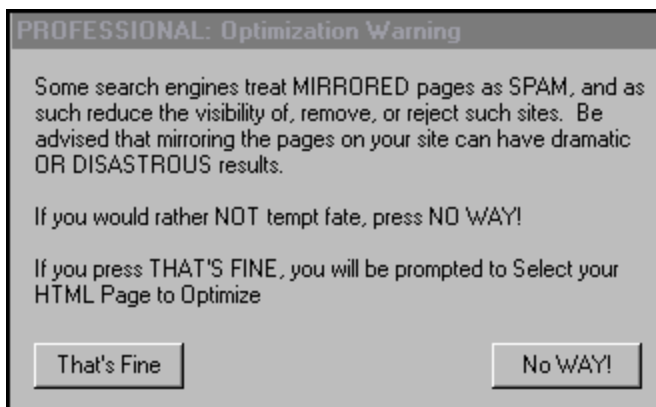 PROFESSIONAL: Optimization Warning
Some search engines treat MIRRORED pages as SPAM, and as
such reduce the visibility of, remove, or reject such sites.  Be
advised that mirroring the pages on your site can have dramatic
OR DISASTROUS results.
If you would rather NOT tempt fate, press NO WAY!
If you press THAT'S FINE, you will be prompted to Select your
HTML Page to Optimize
That's Fine
No WAY!